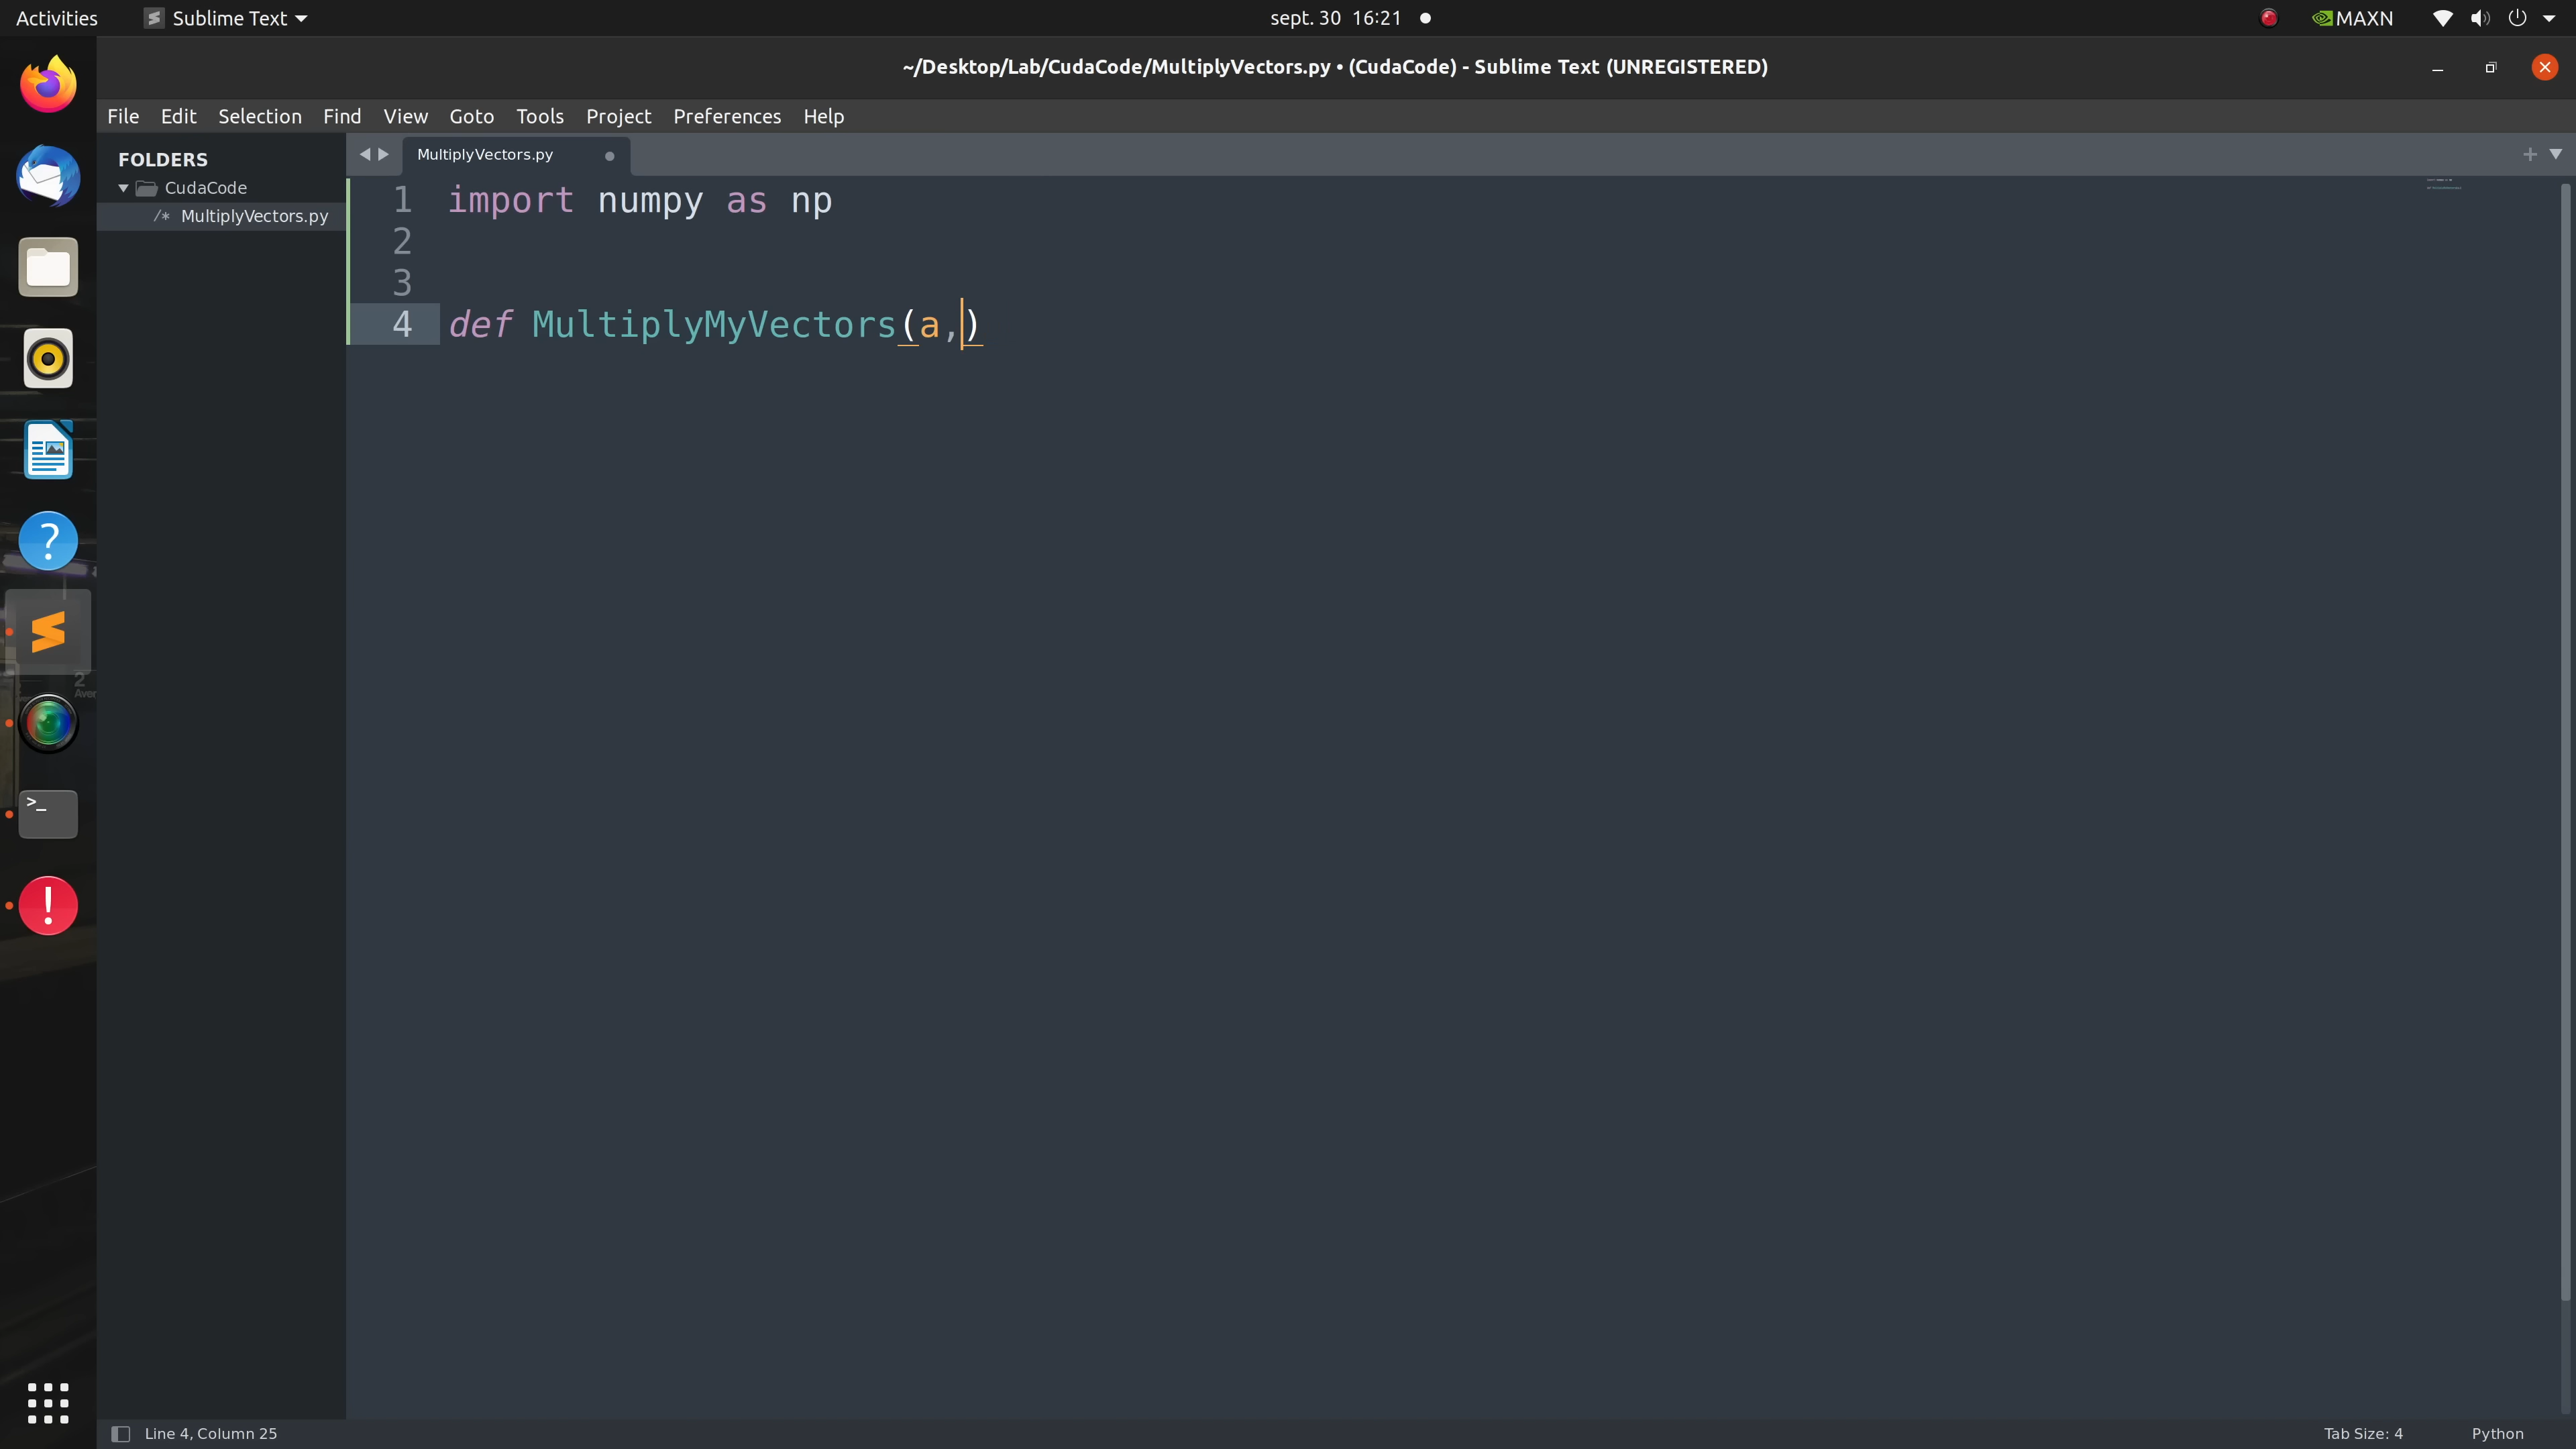 Activities
Sublime Text
sept. 30 16:21
MAXN
~/Desktop/Lab/CudaCode/MultiplyVectors.py • (CudaCode) - Sublime Text (UNREGISTERED)
File Edit Selection Find View Goto Tools Project Preferences Help
FOLDERS
CudaCode
/* MultiplyVectors.py
MultiplyVectors.py
1 import numpy as np
2
3
4 def MultiplyMyVectors(a,)
2
Aver
Line 4, Column 25
Tab Size: 4
Python